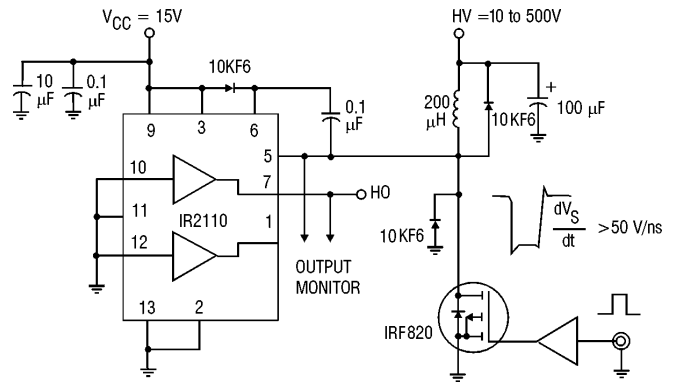 VCC = 15V
HV =10 to 500V
10
μF
0.1
μF
10KF6
0.1
μF
200
μH
10KF6
+
100 μF
9
3
6
5
10
7
HO
11
IR2110
1
12
10KF6
dVS
dt
>50 V/ns
OUTPUT
MONITOR
13
2
IRF820